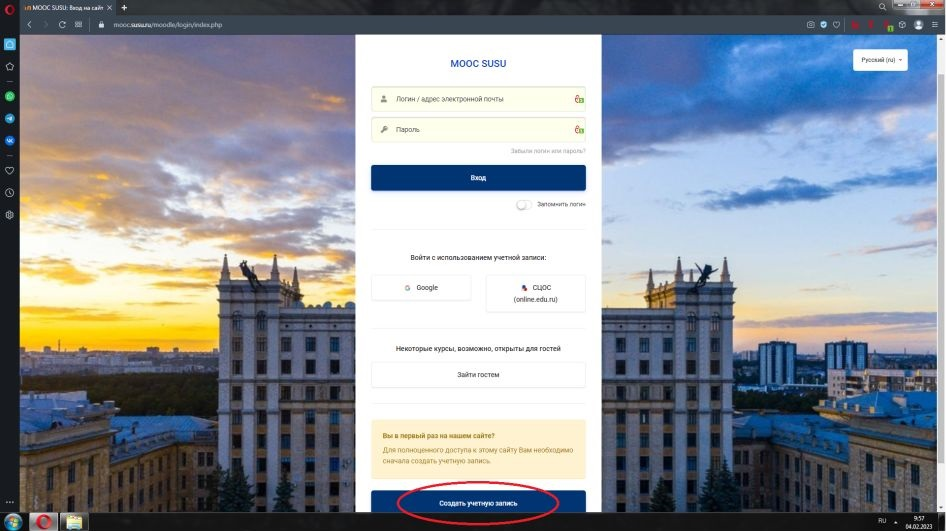 MOOC SUSU: Вход на сайт
mooc.susu.ru/moodle/login/index.php
Русский (ru)
MOOC SUSU
Логин / адрес электронной почты
Пароль
Забыли логин или пароль?
Вход
Запомнить логин
Войти с использованием учетной записи:
Google
СЦОС
(online.edu.ru)
Некоторые курсы, возможно, открыты для гостей
Зайти гостем
Вы в первый раз на нашем сайте?
Для полноценного доступа к этому сайту Вам необходимо
сначала создать учетную запись.
Создать учетную запись
RU
9:57
04.02.2023